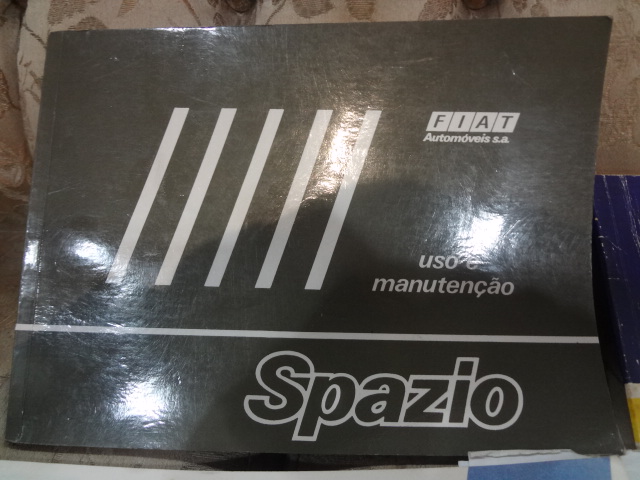 FIAT
Automóveis s.a.
uso e
manutenção
Spazio